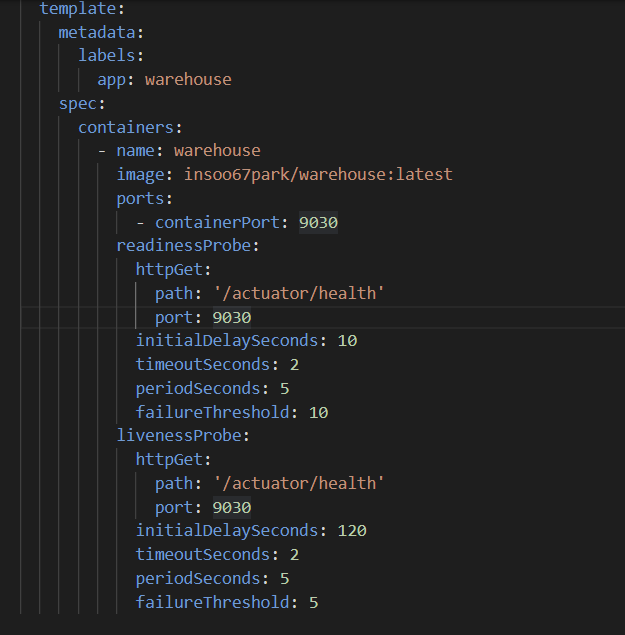 template:
metadata:
labels:
app: warehouse
spec:
containers:
- name: warehouse
image: insoo67park/warehouse:latest
ports:
- containerPort: 9030
readinessProbe:
httpGet:
path: '/actuator/health'
port: 9030
initialDelaySeconds: 10
timeoutSeconds: 2
periodSeconds: 5
failureThreshold: 10
livenessProbe:
httpGet:
path: '/actuator/health'
port: 9030
initialDelaySeconds: 120
timeoutSeconds: 2
periodSeconds: 5
failureThreshold: 5